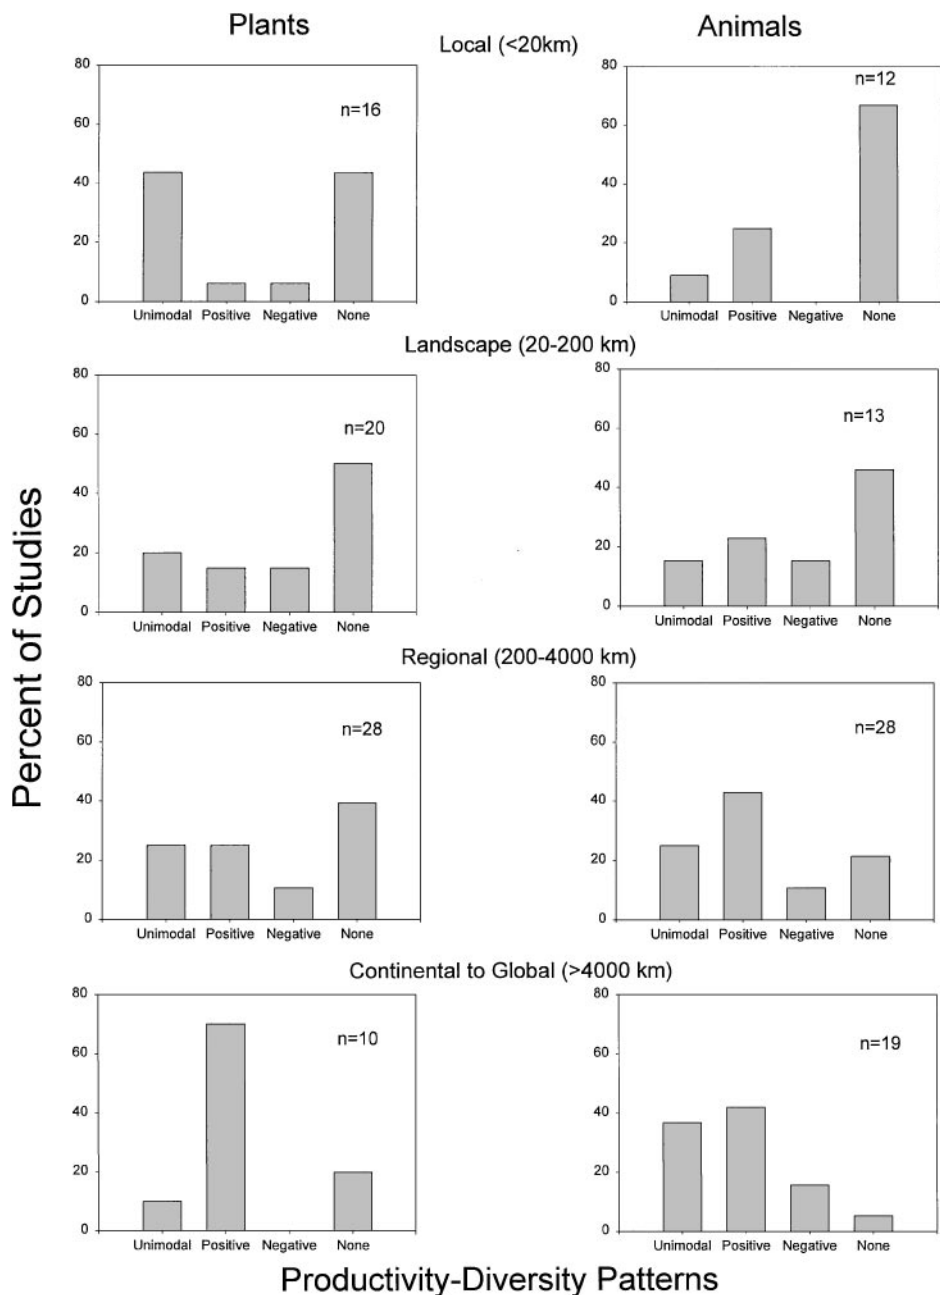 Plants
Animals
Local (<20km)
80
60
40
20
0
n=16
Unimodal Positive Negative None
80
60
40
20
0
n=12
Unimodal Positive Negative None
Landscape (20-200 km)
80
60
40
20
0
n=20
Unimodal Positive Negative None
80
60
40
20
0
n=13
Unimodal Positive Negative None
Percent of Studies
Regional (200-4000 km)
80
60
40
20
0
n=28
Unimodal Positive Negative None
80
60
40
20
0
n=28
Unimodal Positive Negative None
Continental to Global (>4000 km)
80
60
40
20
0
n=10
Unimodal Positive Negative None
80
60
40
20
0
n=19
Unimodal Positive Negative None
Productivity-Diversity Patterns